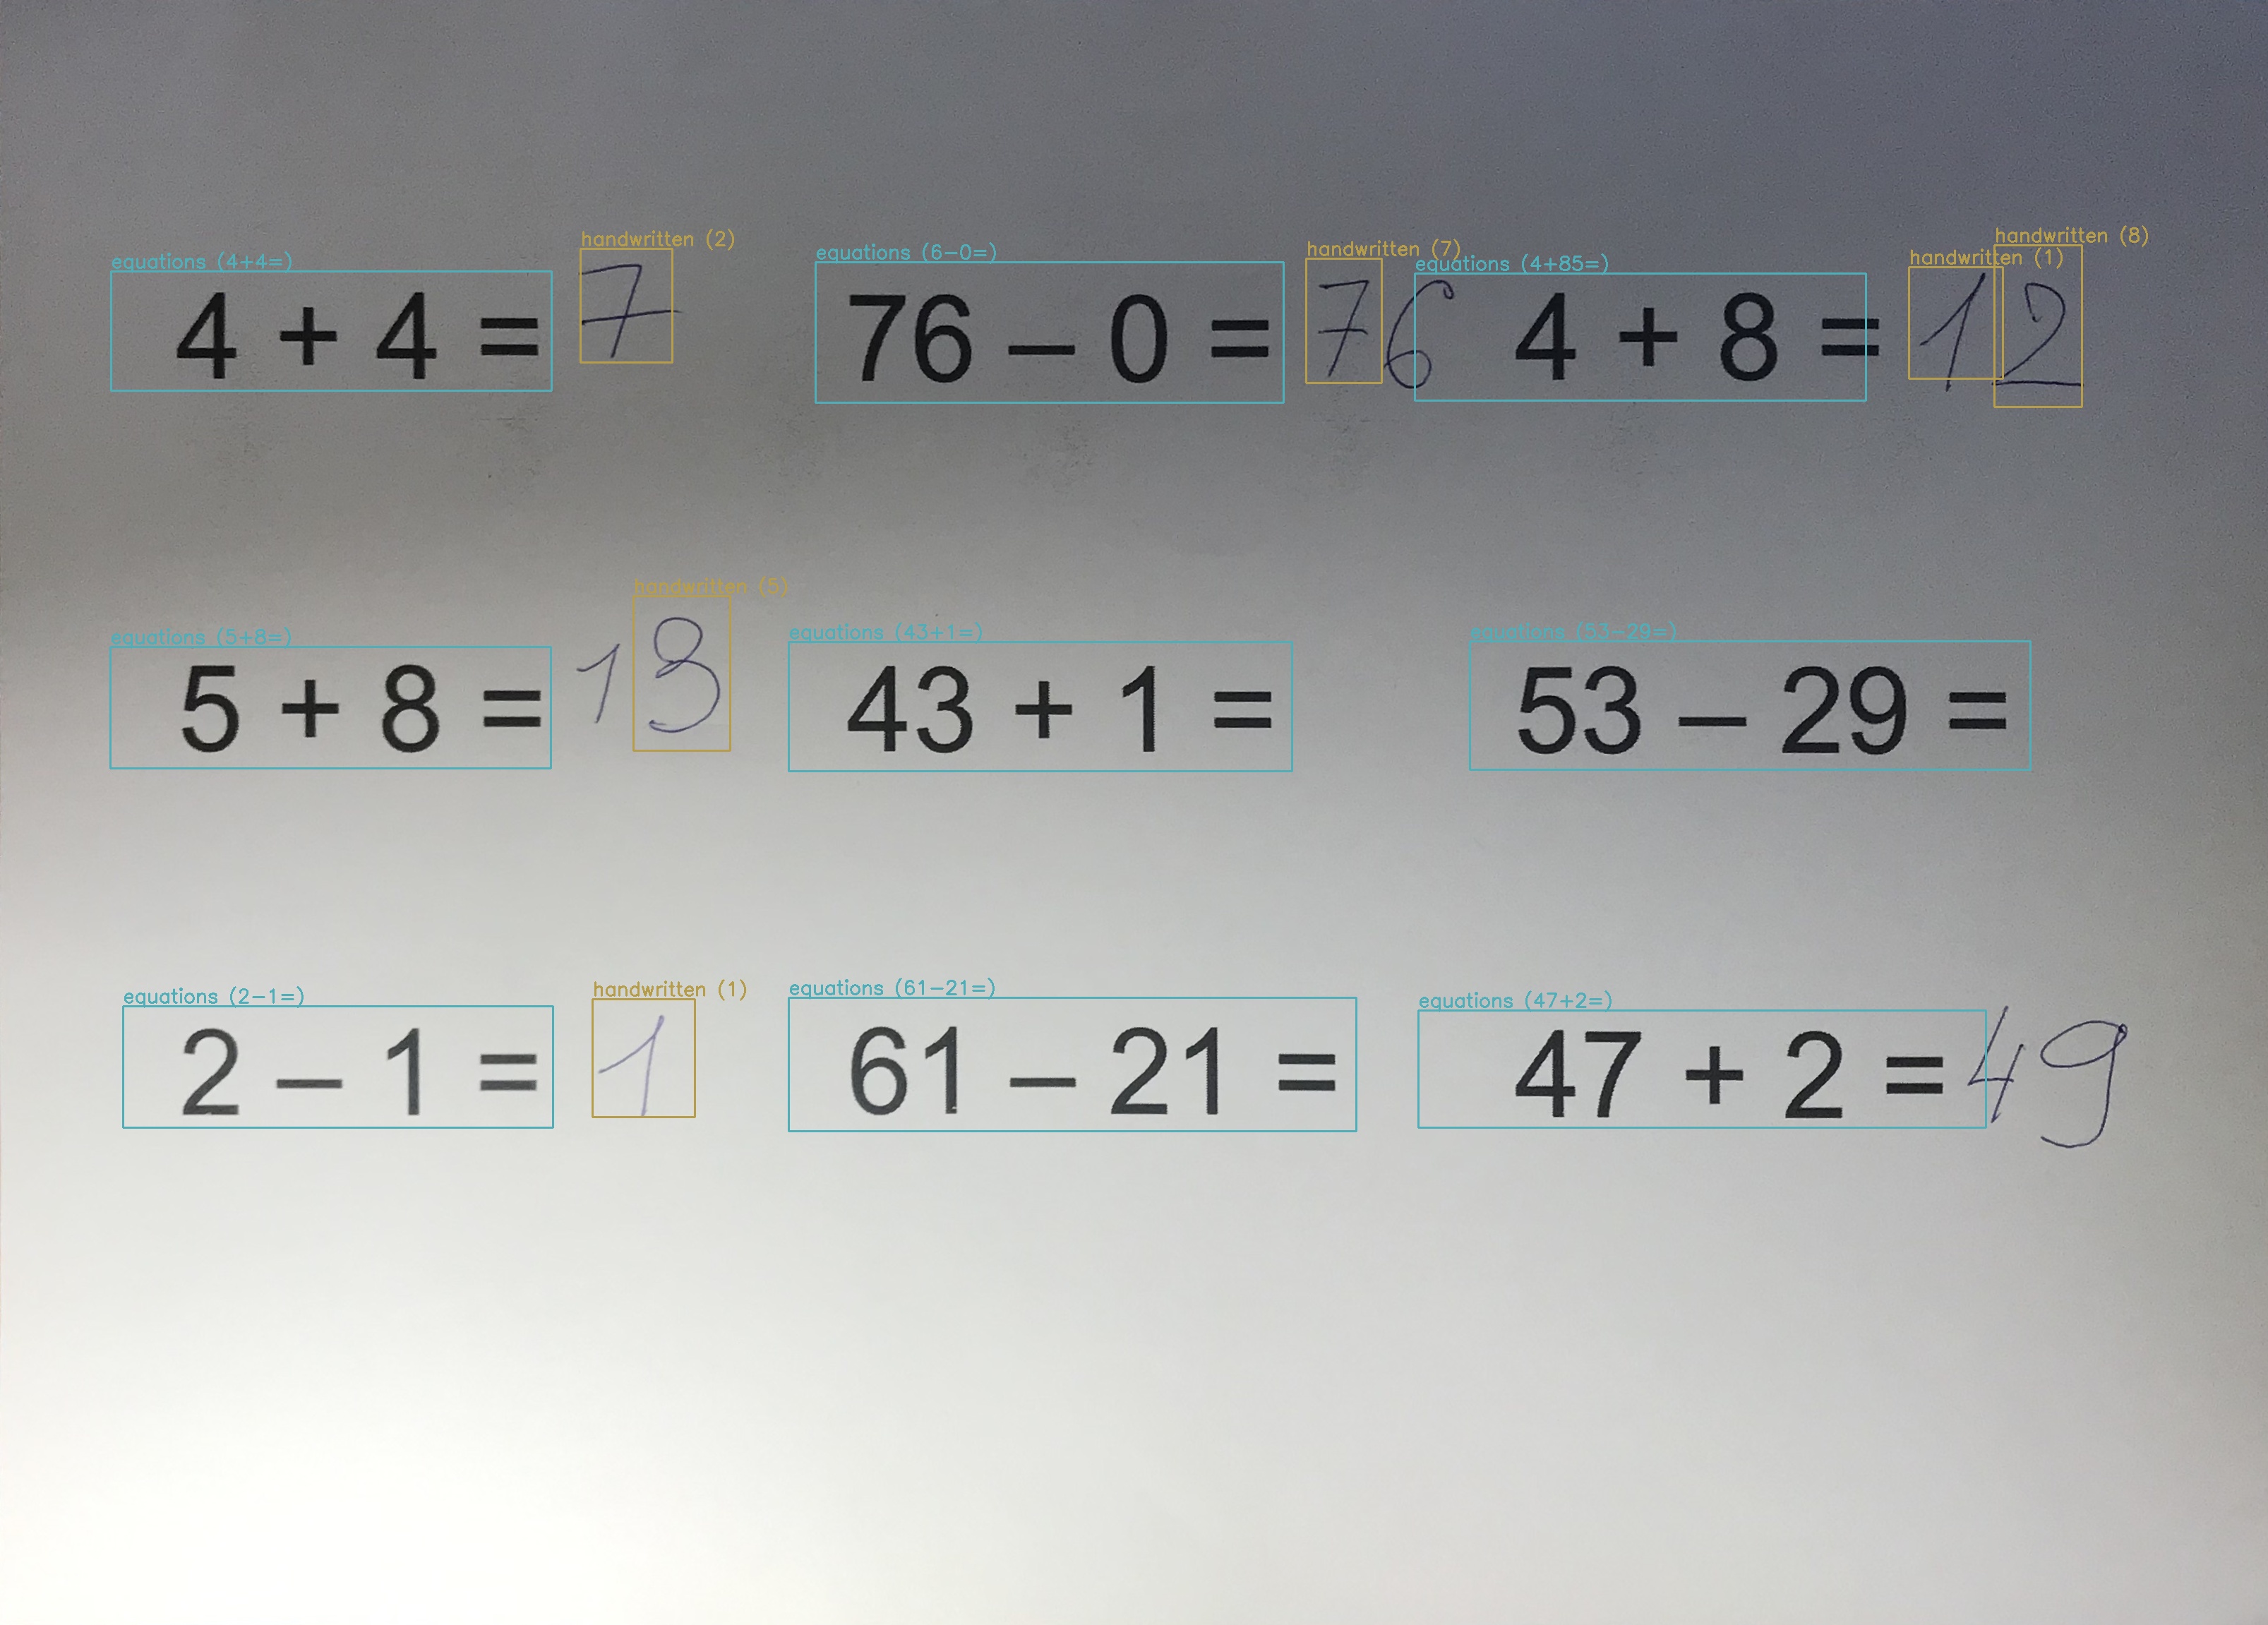 handwritten (2) handwritten (7) handwritten (1) handwritten (8)
equations (4+4=) equations (6-0=) equations (4+85=)
4 + 4 = 7 76 – 0 = 76 4 + 8 = 12
handwritten (5)
equations (5+8=) equations (43+1=) equations (53-29=)
5 + 8 = 13 43 + 1 = 53 – 29 =
equations (2-1=) handwritten (1) equations (61-21=) equations (47+2=)
2 – 1 = 1 61 – 21 = 47 + 2 = 49